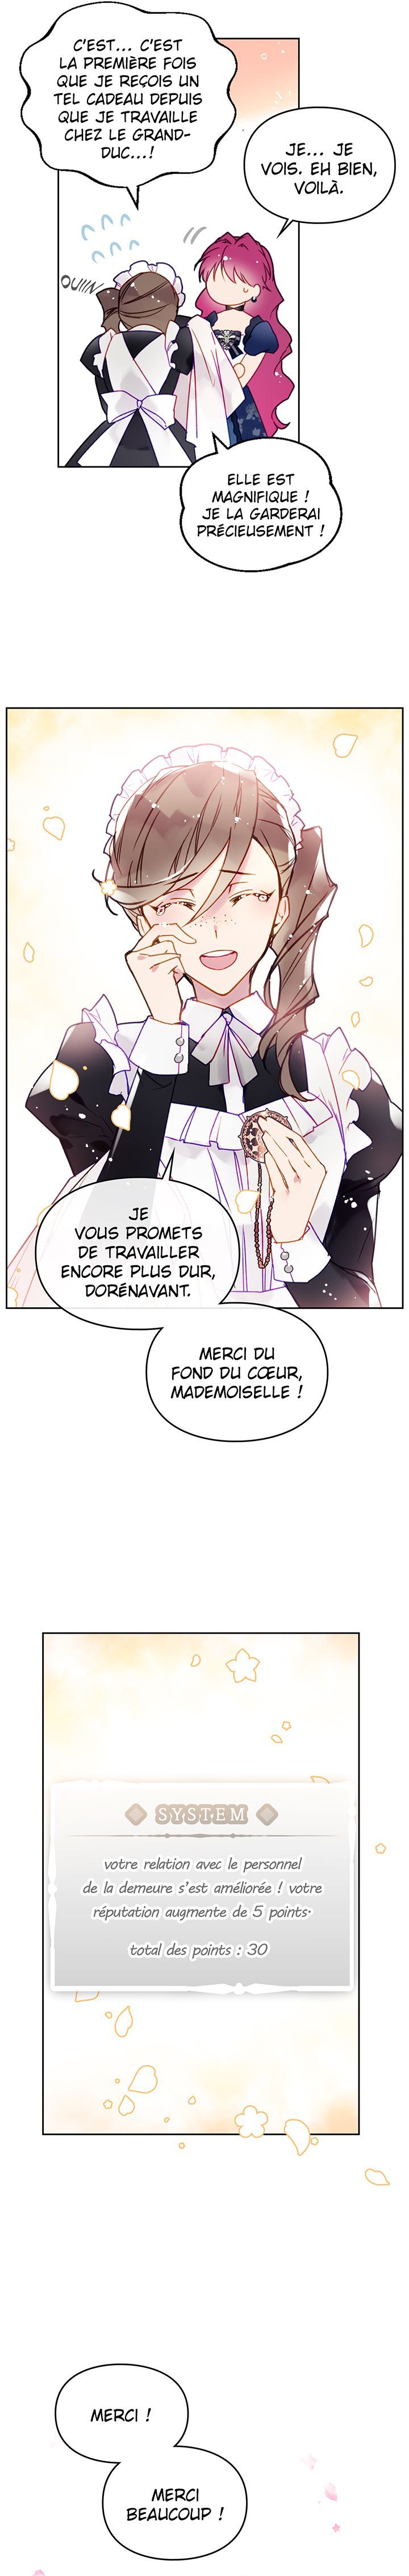 C'EST... C'EST
LA PREMIÈRE FOIS
QUE JE REÇOIS UN
TEL CADEAU DEPUIS
QUE JE TRAVAILLE
CHEZ LE GRAND-
DUC...!
JE... JE
VOIS. EH BIEN,
VOILÀ.
OUIIN
ELLE EST
MAGNIFIQUE !
JE LA GARDERAI
PRÉCIEUSEMENT !
JE
VOUS PROMETS
DE TRAVAILLER
ENCORE PLUS DUR,
DORÉNAVANT.
MERCI DU
FOND DU CŒUR,
MADEMOISELLE !
SYSTEM
votre relation avec le personnel
de la demeure s'est améliorée ! votre
réputation augmente de 5 points.
total des points : 30
MERCI !
MERCI
BEAUCOUP !